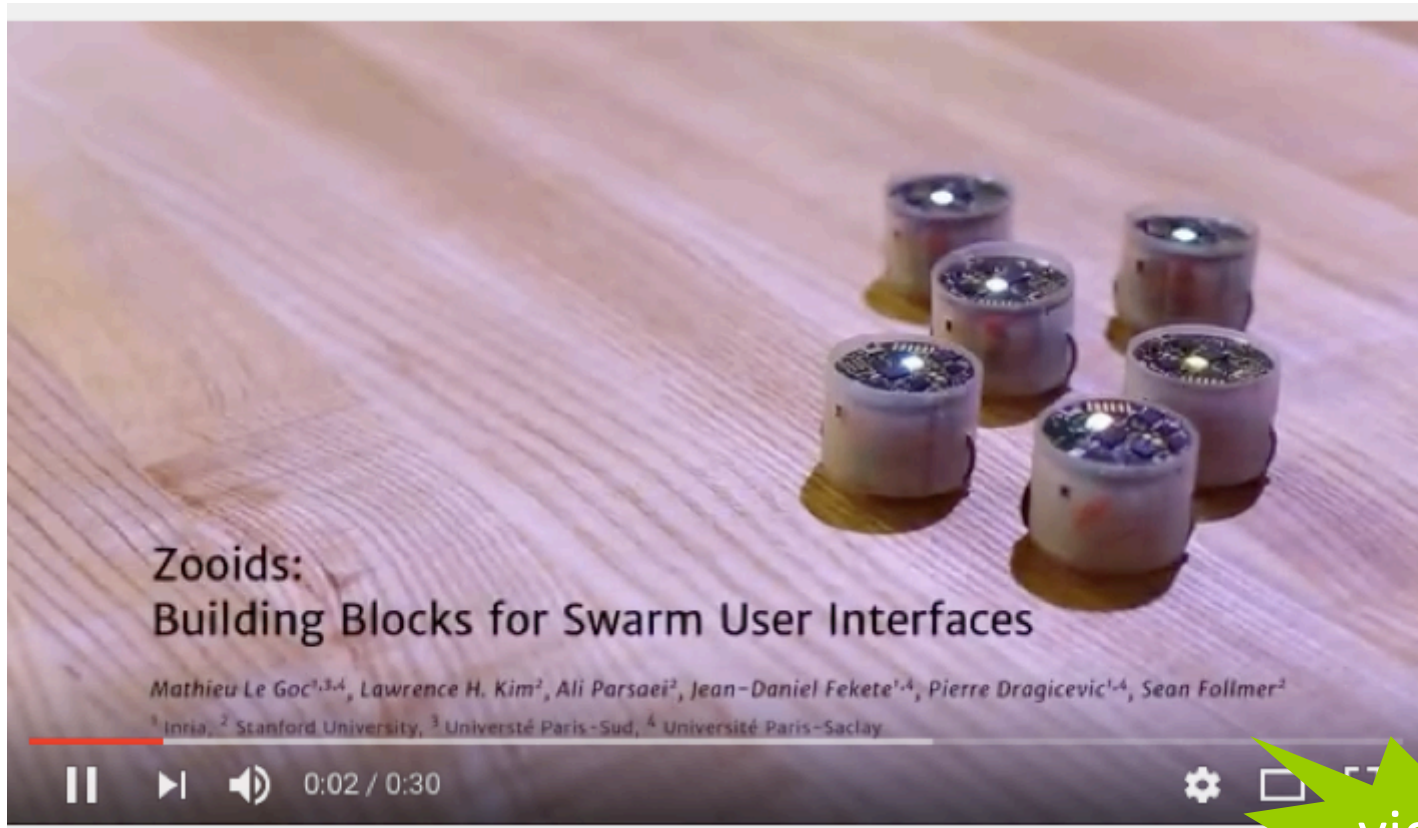 Zooids:
Building Blocks for Swarm User Interfaces
Mathieu Le Goc¹,³,⁴, Lawrence H. Kim², Ali Parsaei², Jean-Daniel Fekete¹,⁴, Pierre Dragicevic¹,⁴, Sean Follmer²
¹ Inria, ² Stanford University, ³ Universté Paris-Sud, ⁴ Université Paris-Saclay
0:02 / 0:30